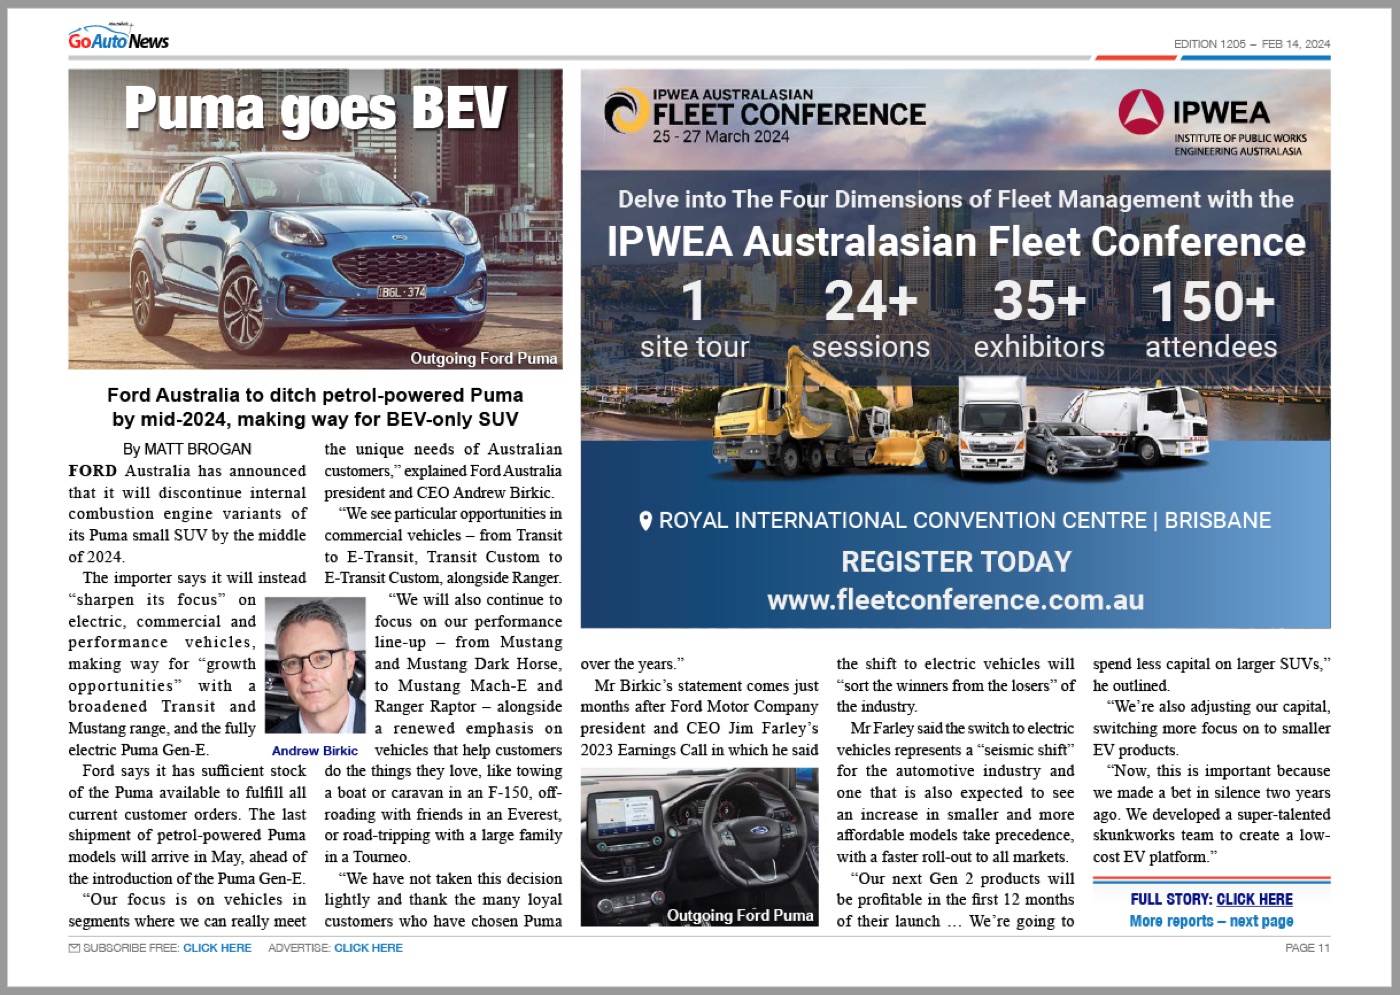 GoAutoNews
EDITION 1205 – FEB 14, 2024
Puma goes BEV
BGL·374
Outgoing Ford Puma
Ford Australia to ditch petrol-powered Puma
by mid-2024, making way for BEV-only SUV
By MATT BROGAN
FORD Australia has announced
that it will discontinue internal
combustion engine variants of
its Puma small SUV by the middle
of 2024.
The importer says it will instead
“sharpen its focus” on
electric, commercial and
performance vehicles,
making way for “growth
opportunities” with a
broadened Transit and
Mustang range, and the fully
electric Puma Gen-E.
Ford says it has sufficient stock
of the Puma available to fulfill all
current customer orders. The last
shipment of petrol-powered Puma
models will arrive in May, ahead of
the introduction of the Puma Gen-E.
“Our focus is on vehicles in
segments where we can really meet
Andrew Birkic
the unique needs of Australian
customers,” explained Ford Australia
president and CEO Andrew Birkic.
“We see particular opportunities in
commercial vehicles – from Transit
to E-Transit, Transit Custom to
E-Transit Custom, alongside Ranger.
“We will also continue to
focus on our performance
line-up – from Mustang
and Mustang Dark Horse,
to Mustang Mach-E and
Ranger Raptor – alongside
a renewed emphasis on
vehicles that help customers
do the things they love, like towing
a boat or caravan in an F-150, off-
roading with friends in an Everest,
or road-tripping with a large family
in a Tourneo.
“We have not taken this decision
lightly and thank the many loyal
customers who have chosen Puma
IPWEA AUSTRALASIAN
FLEET CONFERENCE
25 - 27 March 2024
IPWEA
INSTITUTE OF PUBLIC WORKS
ENGINEERING AUSTRALASIA
Delve into The Four Dimensions of Fleet Management with the
IPWEA Australasian Fleet Conference
1 24+ 35+ 150+
site tour sessions exhibitors attendees
ROYAL INTERNATIONAL CONVENTION CENTRE | BRISBANE
REGISTER TODAY
www.fleetconference.com.au
over the years.”
Mr Birkic’s statement comes just
months after Ford Motor Company
president and CEO Jim Farley’s
2023 Earnings Call in which he said
Outgoing Ford Puma
the shift to electric vehicles will
“sort the winners from the losers” of
the industry.
Mr Farley said the switch to electric
vehicles represents a “seismic shift”
for the automotive industry and
one that is also expected to see
an increase in smaller and more
affordable models take precedence,
with a faster roll-out to all markets.
“Our next Gen 2 products will
be profitable in the first 12 months
of their launch … We’re going to
spend less capital on larger SUVs,”
he outlined.
“We’re also adjusting our capital,
switching more focus on to smaller
EV products.
“Now, this is important because
we made a bet in silence two years
ago. We developed a super-talented
skunkworks team to create a low-
cost EV platform.”
FULL STORY: CLICK HERE
More reports – next page
SUBSCRIBE FREE: CLICK HERE ADVERTISE: CLICK HERE
PAGE 11